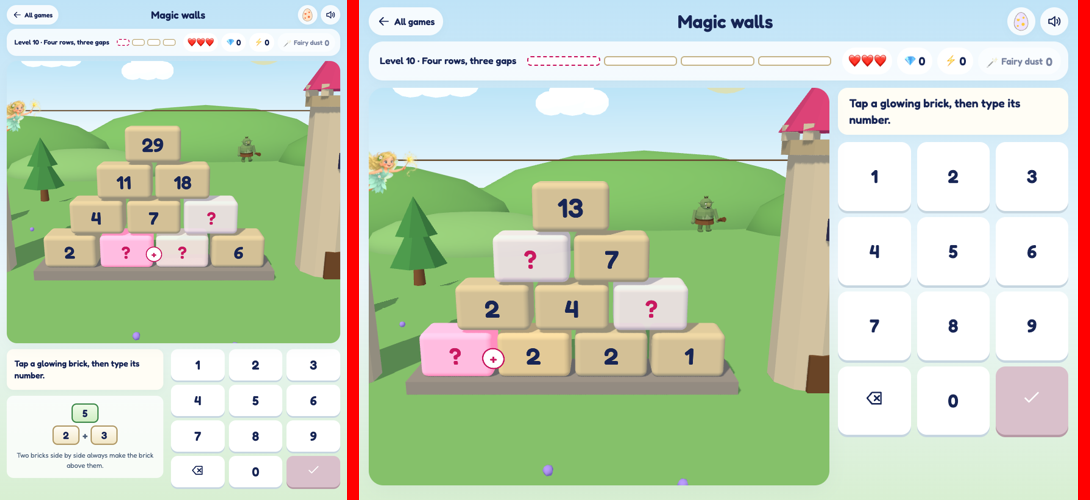 All games
Magic walls
Level 10 · Four rows, three gaps
0
0
Fairy dust 0
29
11 18
4 7 ?
2 ? + ? 6
Tap a glowing brick, then type its
number.
5
2 + 3
Two bricks side by side always make the brick
above them.
1 2 3
4 5 6
7 8 9
0
All games
Magic walls
Level 10 · Four rows, three gaps
0
0
Fairy dust 0
13
? 7
2 4 ?
? + 2 2 1
Tap a glowing brick, then type its
number.
1 2 3
4 5 6
7 8 9
0